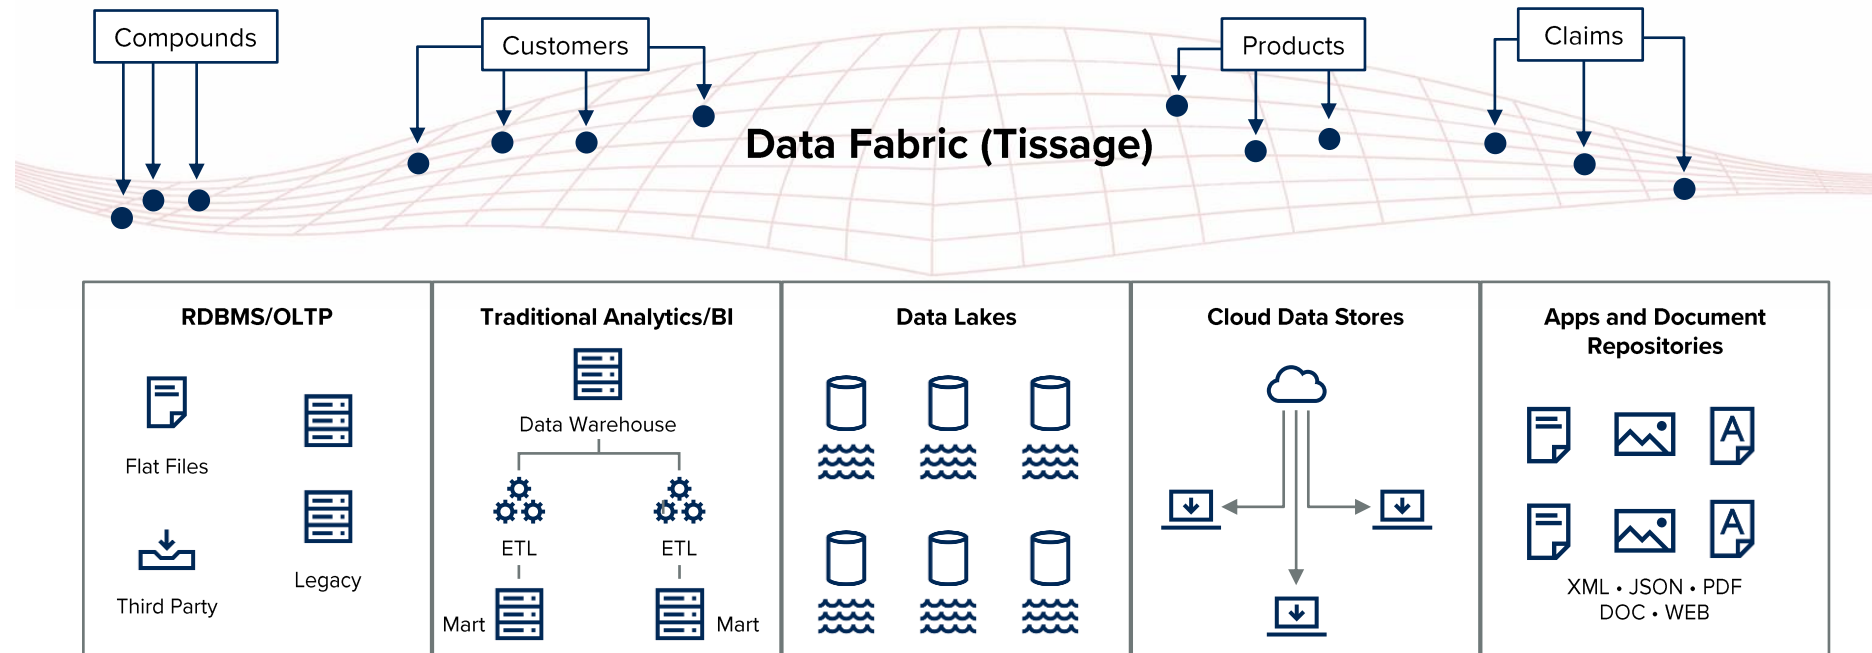 Compounds
Customers
Products
Claims
Data Fabric (Tissage)
RDBMS/OLTP
Flat Files
Third Party
Legacy
Traditional Analytics/BI
Data Warehouse
ETL
ETL
Mart
Mart
Data Lakes
Cloud Data Stores
Apps and Document
Repositories
A
A
XML • JSON • PDF
DOC • WEB